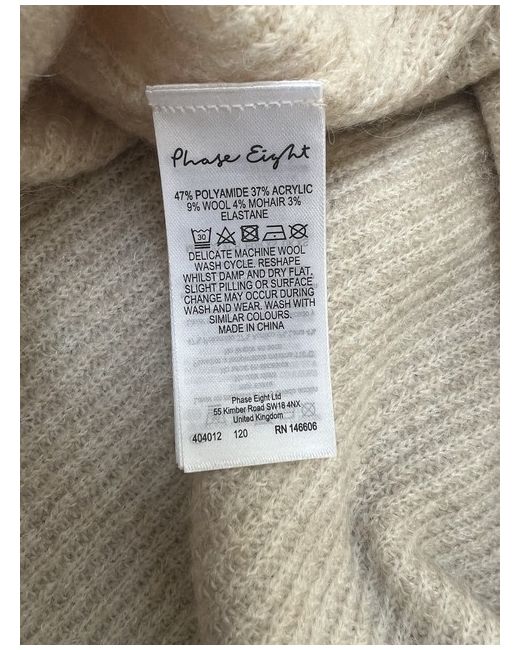 Phase Eight
47% POLYAMIDE 37% ACRYLIC
9% WOOL 4% MOHAIR 3%
ELASTANE
30
DELICATE MACHINE WOOL
WASH CYCLE. RESHAPE
WHILST DAMP AND DRY FLAT.
SLIGHT PILLING OR SURFACE
CHANGE MAY OCCUR DURING
WASH AND WEAR. WASH WITH
SIMILAR COLOURS.
MADE IN CHINA
Phase Eight Ltd
55 Kimber Road SW18 4NX
United Kingdom
404012 120 RN 146606